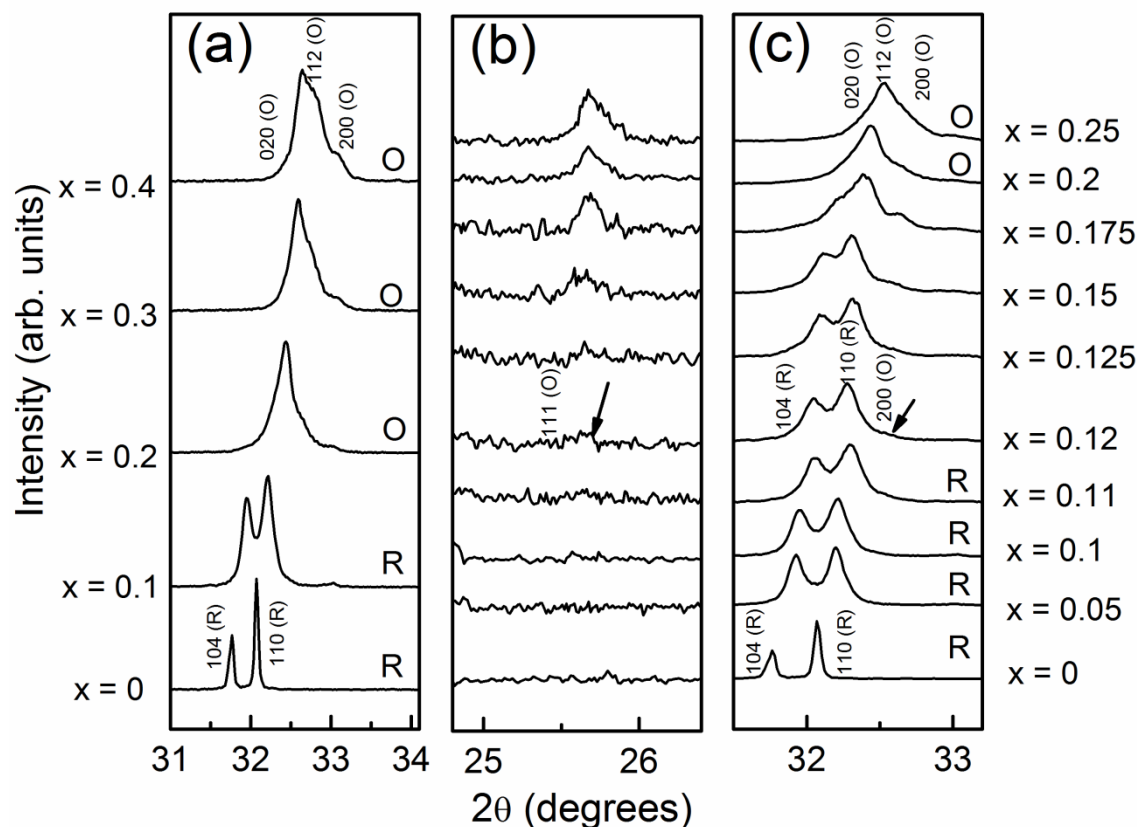 (a)
020 (O)
112 (O)
200 (O)
O
x = 0.4
O
x = 0.3
O
x = 0.2
R
x = 0.1
104 (R)
110 (R)
R
x = 0
31
32
33
34
(b)
111 (O)
25
26
(c)
020 (O)
112 (O)
200 (O)
O
x = 0.25
O
x = 0.2
x = 0.175
x = 0.15
x = 0.125
104 (R)
110 (R)
200 (O)
x = 0.12
R
x = 0.11
R
x = 0.1
R
x = 0.05
104 (R)
110 (R)
R
x = 0
32
33
Intensity (arb. units)
2θ (degrees)